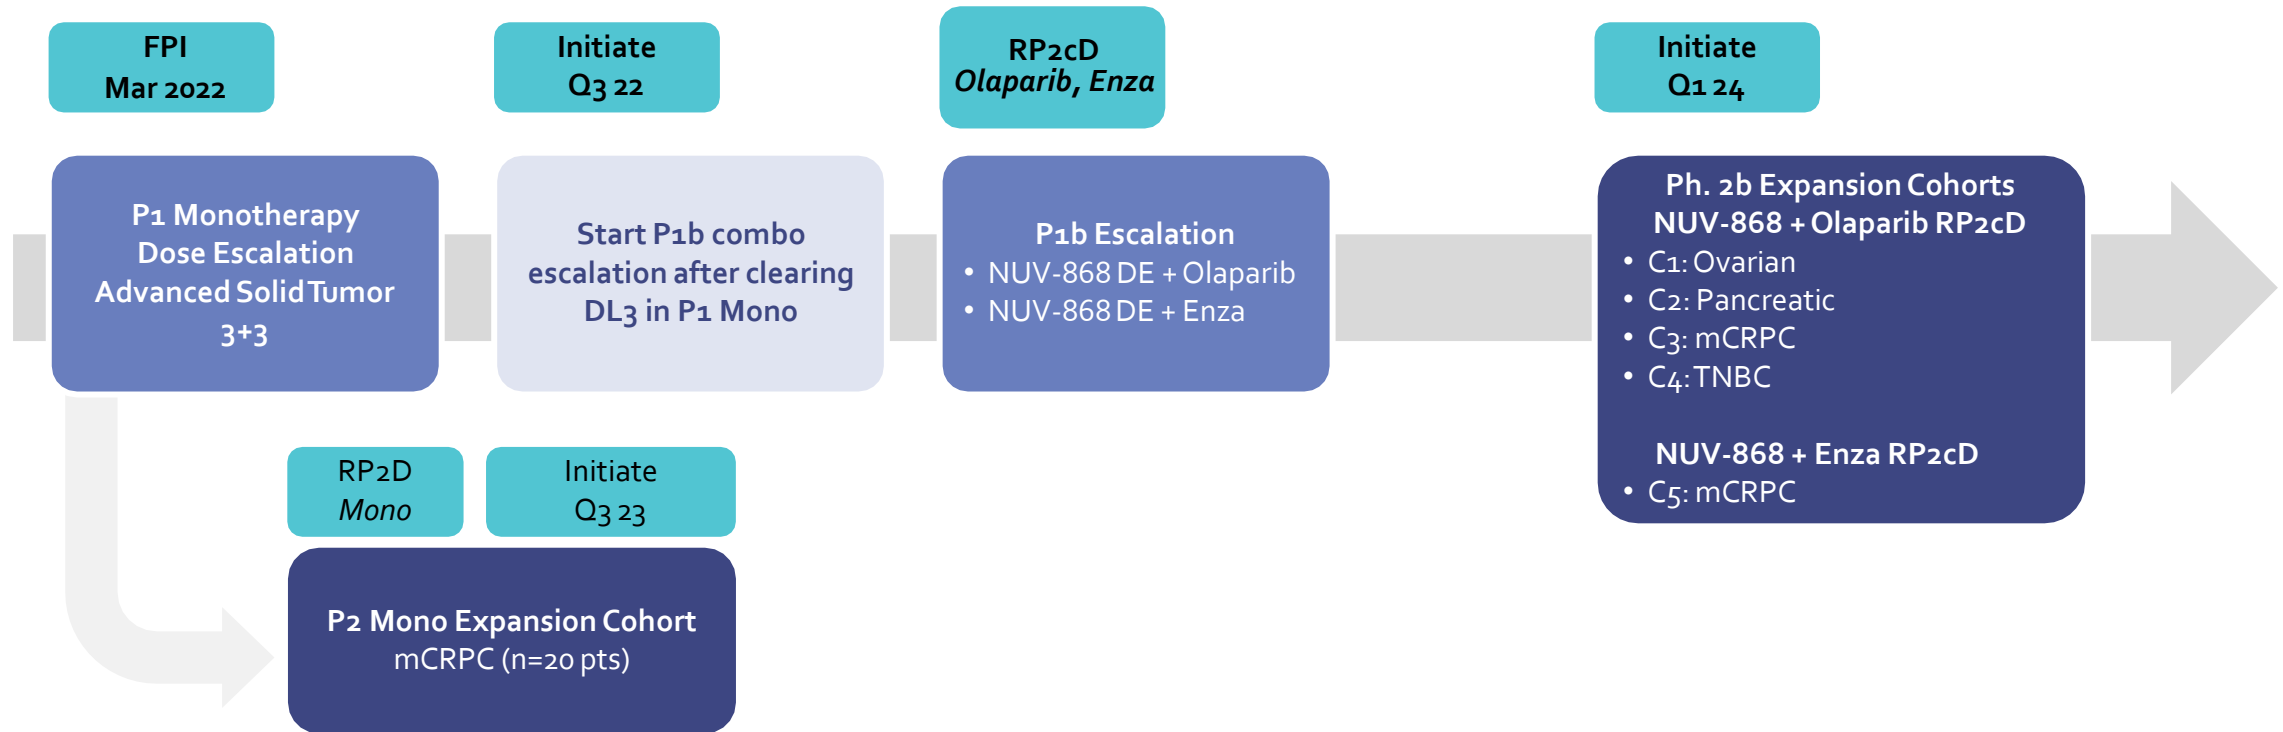 FPI
Mar 2022
Initiate
Q3 22
RP2cD
Olaparib, Enza
Initiate
Q1 24
P1 Monotherapy
Dose Escalation
Advanced Solid Tumor
3+3
Start P1b combo
escalation after clearing
DL3 in P1 Mono
P1b Escalation
• NUV-868 DE + Olaparib
• NUV-868 DE + Enza
Ph. 2b Expansion Cohorts
NUV-868 + Olaparib RP2cD
• C1: Ovarian
• C2: Pancreatic
• C3: mCRPC
• C4: TNBC
NUV-868 + Enza RP2cD
• C5: mCRPC
RP2D
Mono
Initiate
Q3 23
P2 Mono Expansion Cohort
mCRPC (n=20 pts)